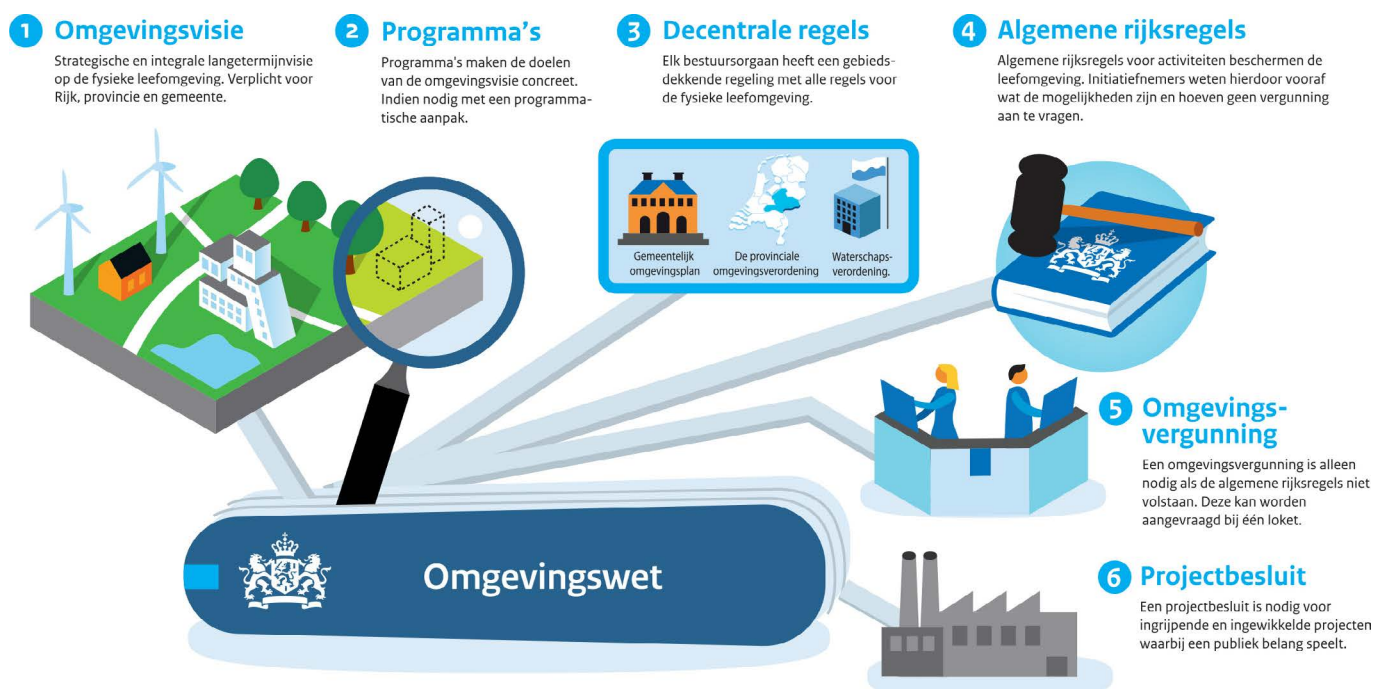 1 Omgevingsvisie
Strategische en integrale langetermijnvisie
op de fysieke leefomgeving. Verplicht voor
Rijk, provincie en gemeente.
2 Programma's
Programma's maken de doelen
van de omgevingsvisie concreet.
Indien nodig met een programma-
tische aanpak.
3 Decentrale regels
Elk bestuursorgaan heeft een gebieds-
dekkende regeling met alle regels voor
de fysieke leefomgeving.
Gemeentelijk
omgevingsplan
De provinciale
omgevingsverordening
Waterschaps-
verordening.
4 Algemene rijksregels
Algemene rijksregels voor activiteiten beschermen de
leefomgeving. Initiatiefnemers weten hierdoor vooraf
wat de mogelijkheden zijn en hoeven geen vergunning
aan te vragen.
5 Omgevings-
vergunning
Een omgevingsvergunning is alleen
nodig als de algemene rijksregels niet
volstaan. Deze kan worden
aangevraagd bij één loket.
6 Projectbesluit
Een projectbesluit is nodig voor
ingrijpende en ingewikkelde projecten
waarbij een publiek belang speelt.
Omgevingswet